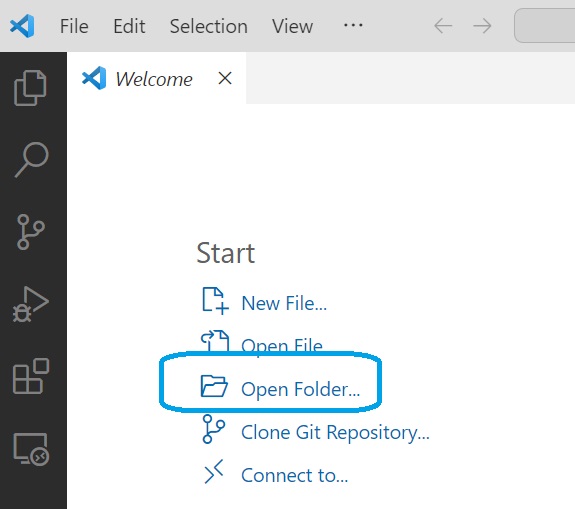 File Edit Selection View ...
Welcome
Start
New File...
Open File
Open Folder...
Clone Git Repository...
Connect to...